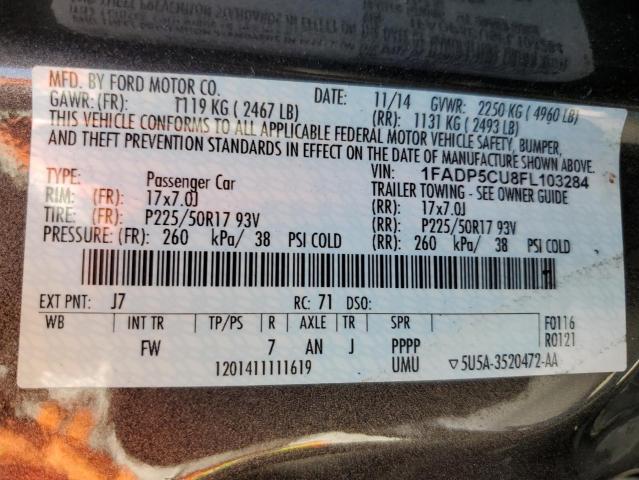 MFD. BY FORD MOTOR CO. DATE: 11/14 GVWR: 2250 KG ( 4960 LB)
GAWR: (FR): 1119 KG ( 2467 LB) (RR): 1131 KG ( 2493 LB)
THIS VEHICLE CONFORMS TO ALL APPLICABLE FEDERAL MOTOR VEHICLE SAFETY, BUMPER,
AND THEFT PREVENTION STANDARDS IN EFFECT ON THE DATE OF MANUFACTURE SHOWN ABOVE.
VIN: 1FADP5CU8FL103284
TYPE: Passenger Car TRAILER TOWING - SEE OWNER GUIDE
RIM: (FR): 17x7.0J (RR): 17x7.0J
TIRE: (FR): P225/50R17 93V (RR): P225/50R17 93V
PRESSURE: (FR): 260 kPa/ 38 PSI COLD (RR): 260 kPa/ 38 PSI COLD
EXT PNT: J7 RC: 71 DSO:
WB INT TR TP/PS R AXLE TR SPR F0116
FW 7 AN J PPPP R0121
1201411111619 UMU ▽5U5A-3520472-AA